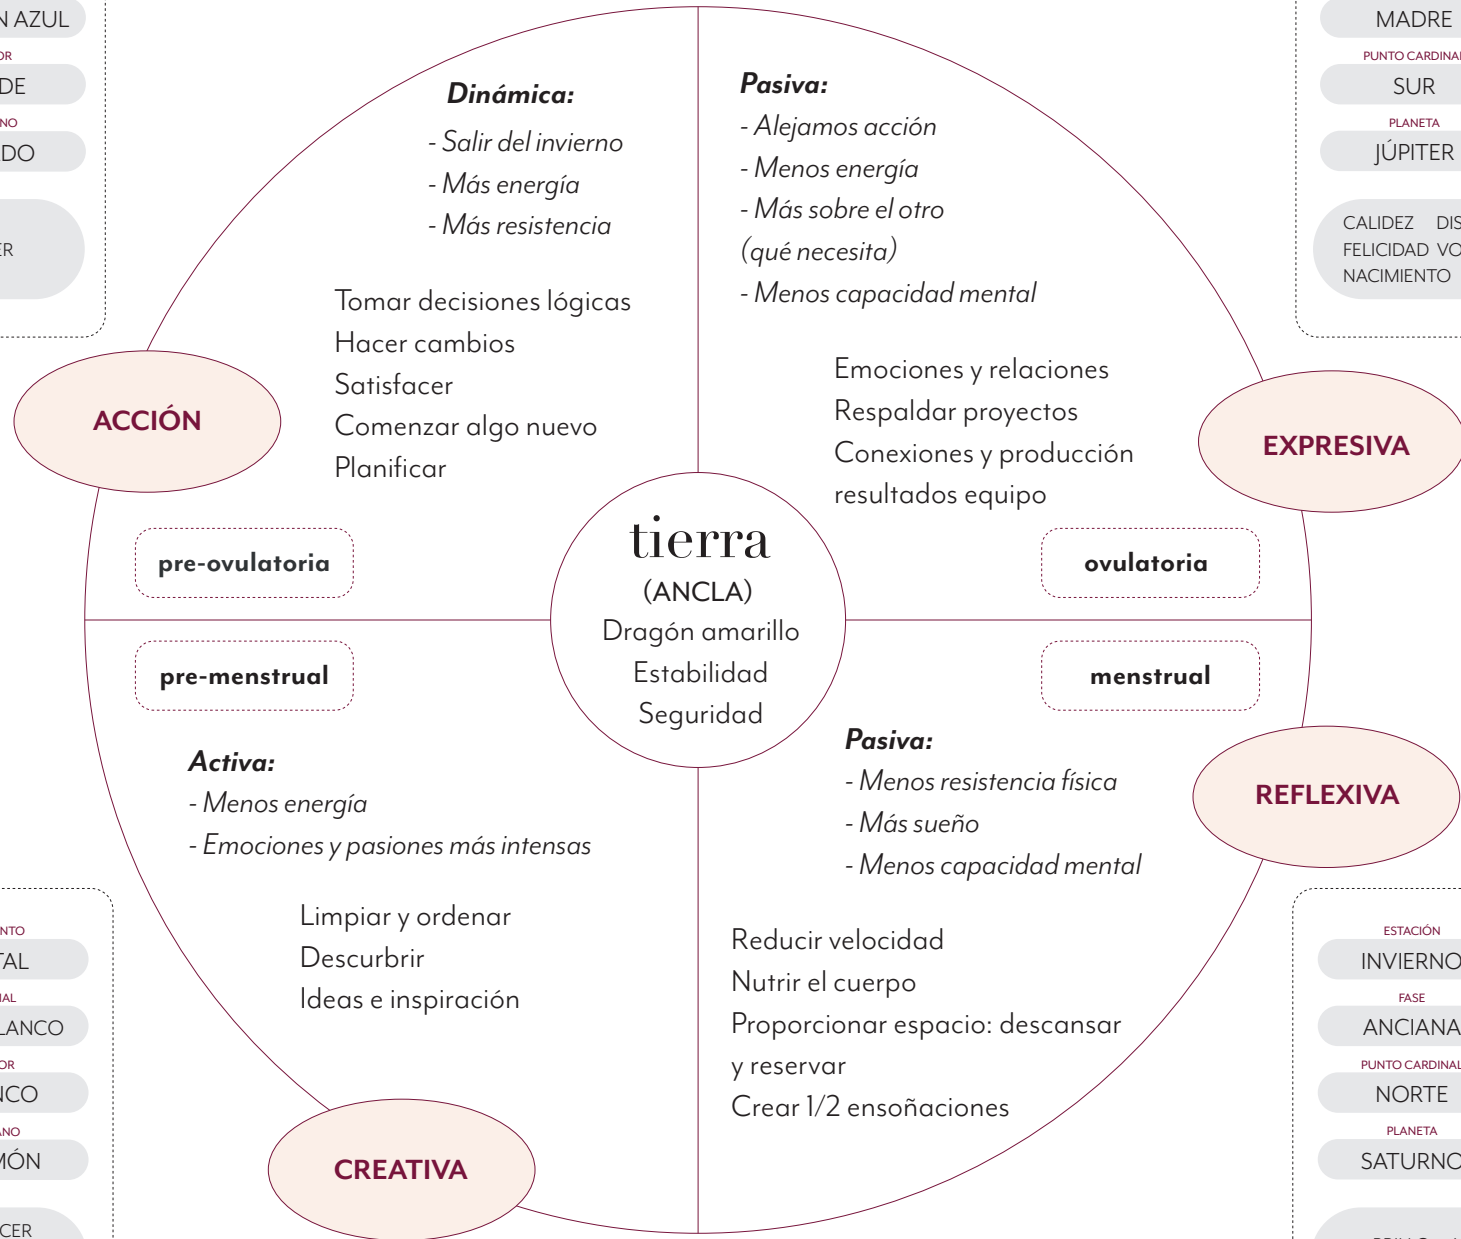 AZUL
MADRE
PUNTO CARDINAL
SUR
PLANETA
JÚPITER
CALIDEZ
FELICIDAD
NACIMIENTO
Dinámica:
- Salir del invierno
- Más energía
- Más resistencia
Tomar decisiones lógicas
Hacer cambios
Satisfacer
Comenzar algo nuevo
Planificar
ACCIÓN
pre-ovulatoria
Pasiva:
- Alejamos acción
- Menos energía
- Más sobre el otro
(qué necesita)
- Menos capacidad mental
Emociones y relaciones
Respaldar proyectos
Conexiones y producción
resultados equipo
EXPRESIVA
ovulatoria
tierra
(ANCLA)
Dragón amarillo
Estabilidad
Seguridad
pre-menstrual
Activa:
- Menos energía
- Emociones y pasiones más intensas
Limpiar y ordenar
Descurbrir
Ideas e inspiración
CREATIVA
menstrual
Pasiva:
- Menos resistencia física
- Más sueño
- Menos capacidad mental
REFLEXIVA
Reducir velocidad
Nutrir el cuerpo
Proporcionar espacio: descansar
y reservar
Crear 1/2 ensoñaciones
ESTACIÓN
INVIERNO
FASE
ANCIANA
PUNTO CARDINAL
NORTE
PLANETA
SATURNO